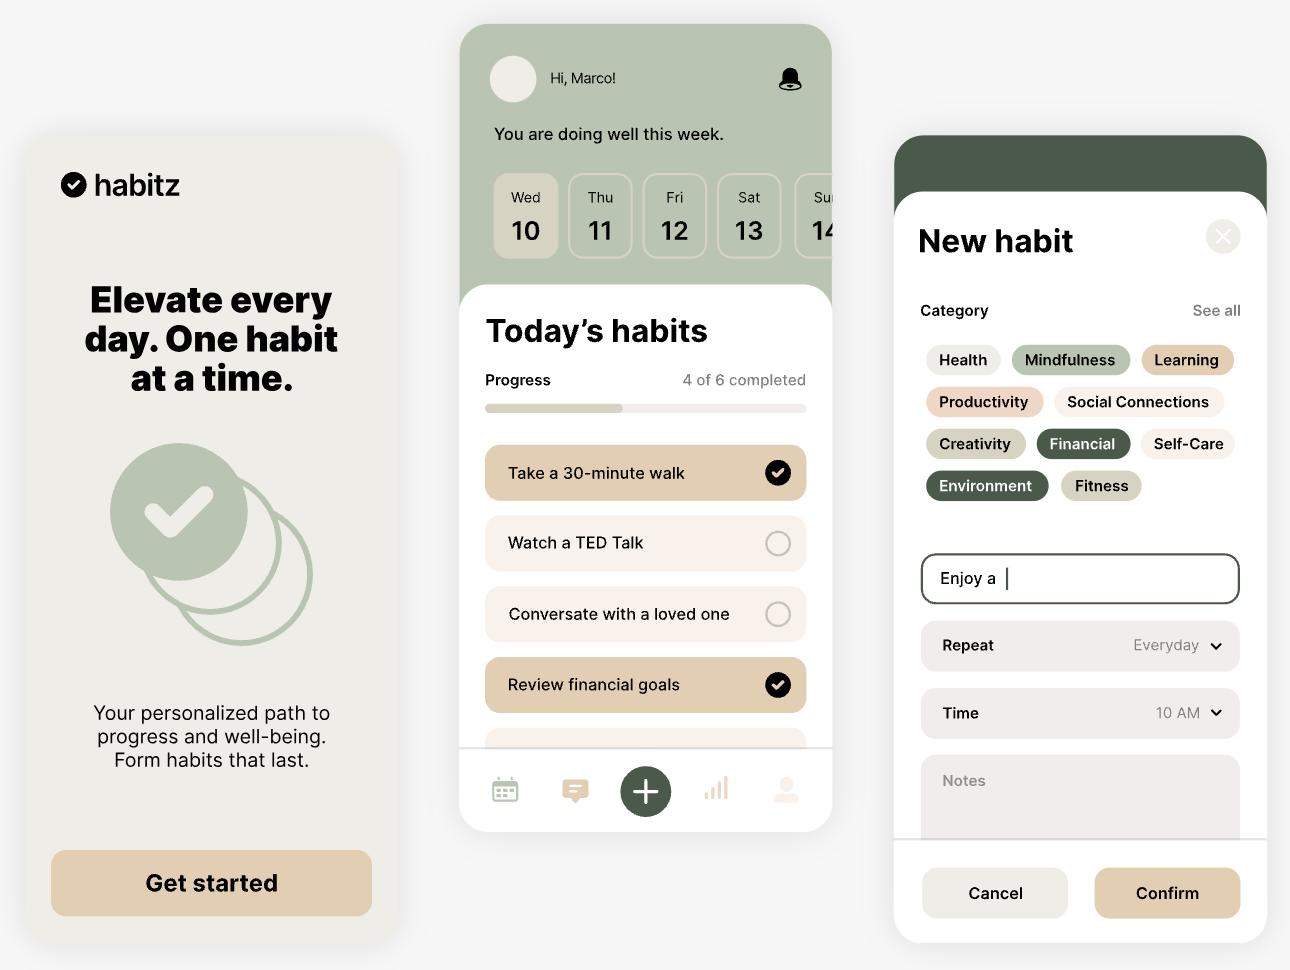 habitz
Elevate every
day. One habit
at a time.
Your personalized path to
progress and well-being.
Form habits that last.
Get started
Hi, Marco!
You are doing well this week.
Wed Thu Fri Sat Su
10 11 12 13 14
Today’s habits
Progress 4 of 6 completed
Take a 30-minute walk
Watch a TED Talk
Conversate with a loved one
Review financial goals
New habit
Category See all
Health Mindfulness Learning
Productivity Social Connections
Creativity Financial Self-Care
Environment Fitness
Enjoy a
Repeat Everyday
Time 10 AM
Notes
Cancel Confirm